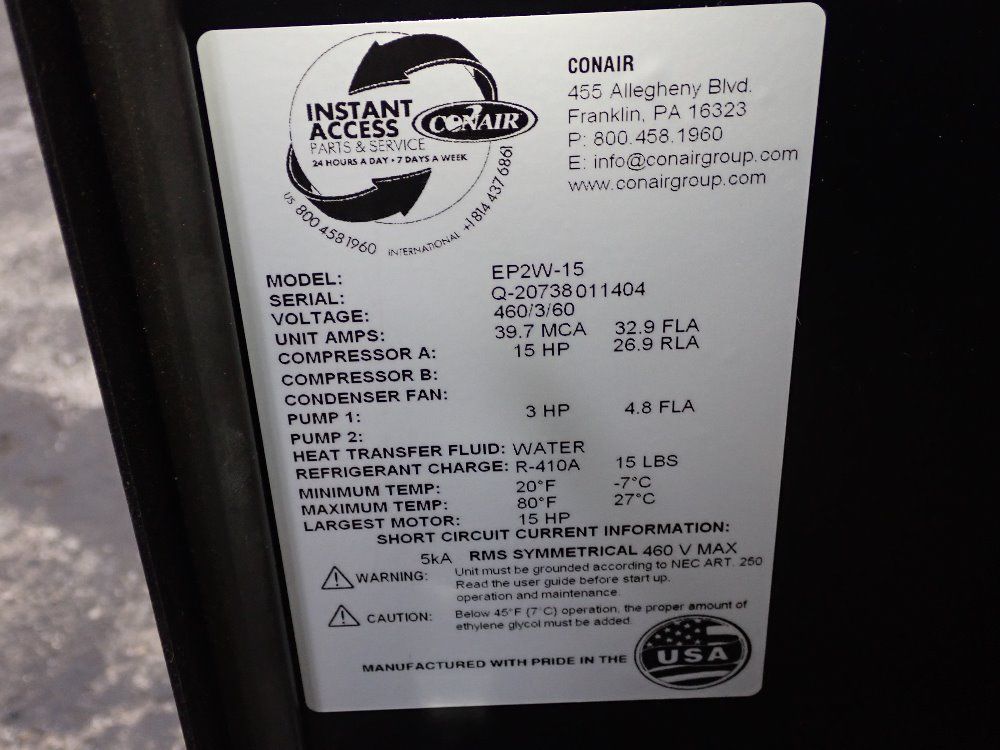 INSTANT
ACCESS
PARTS & SERVICE
24 HOURS A DAY • 7 DAYS A WEEK
CONAIR
US 800 458 1960 INTERNATIONAL +1 814 437 6861
CONAIR
455 Allegheny Blvd.
Franklin, PA 16323
P: 800.458.1960
E: info@conairgroup.com
www.conairgroup.com
MODEL: EP2W-15
SERIAL: Q-20738011404
VOLTAGE: 460/3/60
UNIT AMPS: 39.7 MCA 32.9 FLA
COMPRESSOR A: 15 HP 26.9 RLA
COMPRESSOR B:
CONDENSER FAN:
PUMP 1: 3 HP 4.8 FLA
PUMP 2:
HEAT TRANSFER FLUID: WATER
REFRIGERANT CHARGE: R-410A 15 LBS
MINIMUM TEMP: 20°F -7°C
MAXIMUM TEMP: 80°F 27°C
LARGEST MOTOR: 15 HP
SHORT CIRCUIT CURRENT INFORMATION:
5kA RMS SYMMETRICAL 460 V MAX
WARNING: Unit must be grounded according to NEC ART. 250
Read the user guide before start up,
operation and maintenance.
CAUTION: Below 45°F (7°C) operation, the proper amount of
ethylene glycol must be added.
MANUFACTURED WITH PRIDE IN THE USA